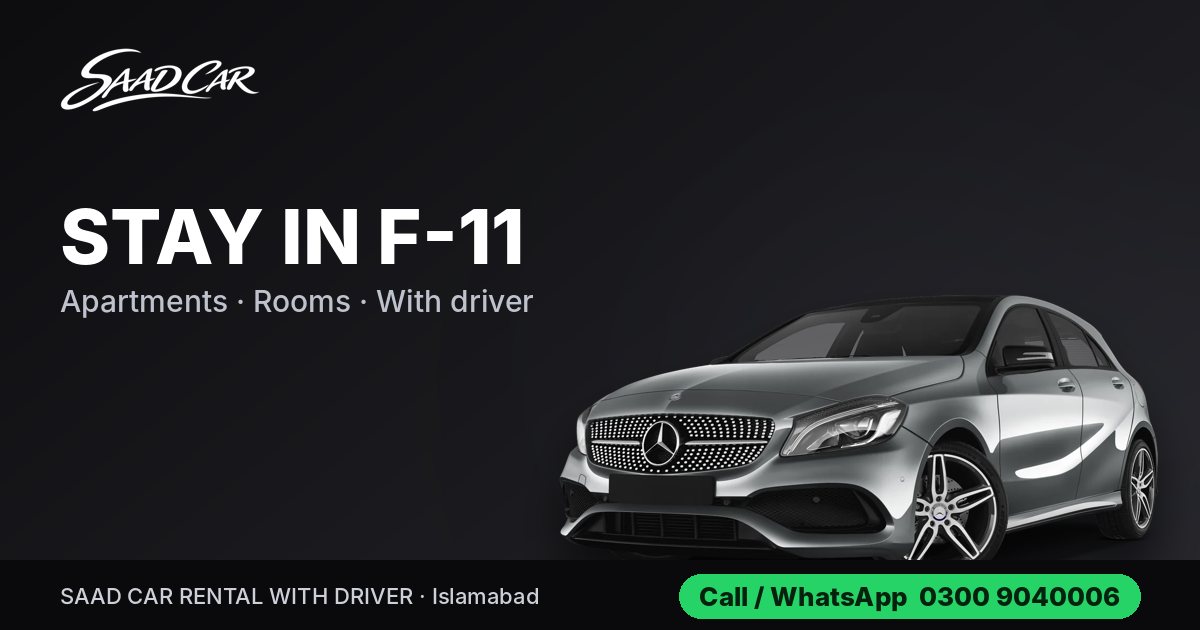 SAAD CAR
STAY IN F-11
Apartments · Rooms · With driver
SAAD CAR RENTAL WITH DRIVER · Islamabad
Call / WhatsApp 0300 9040006